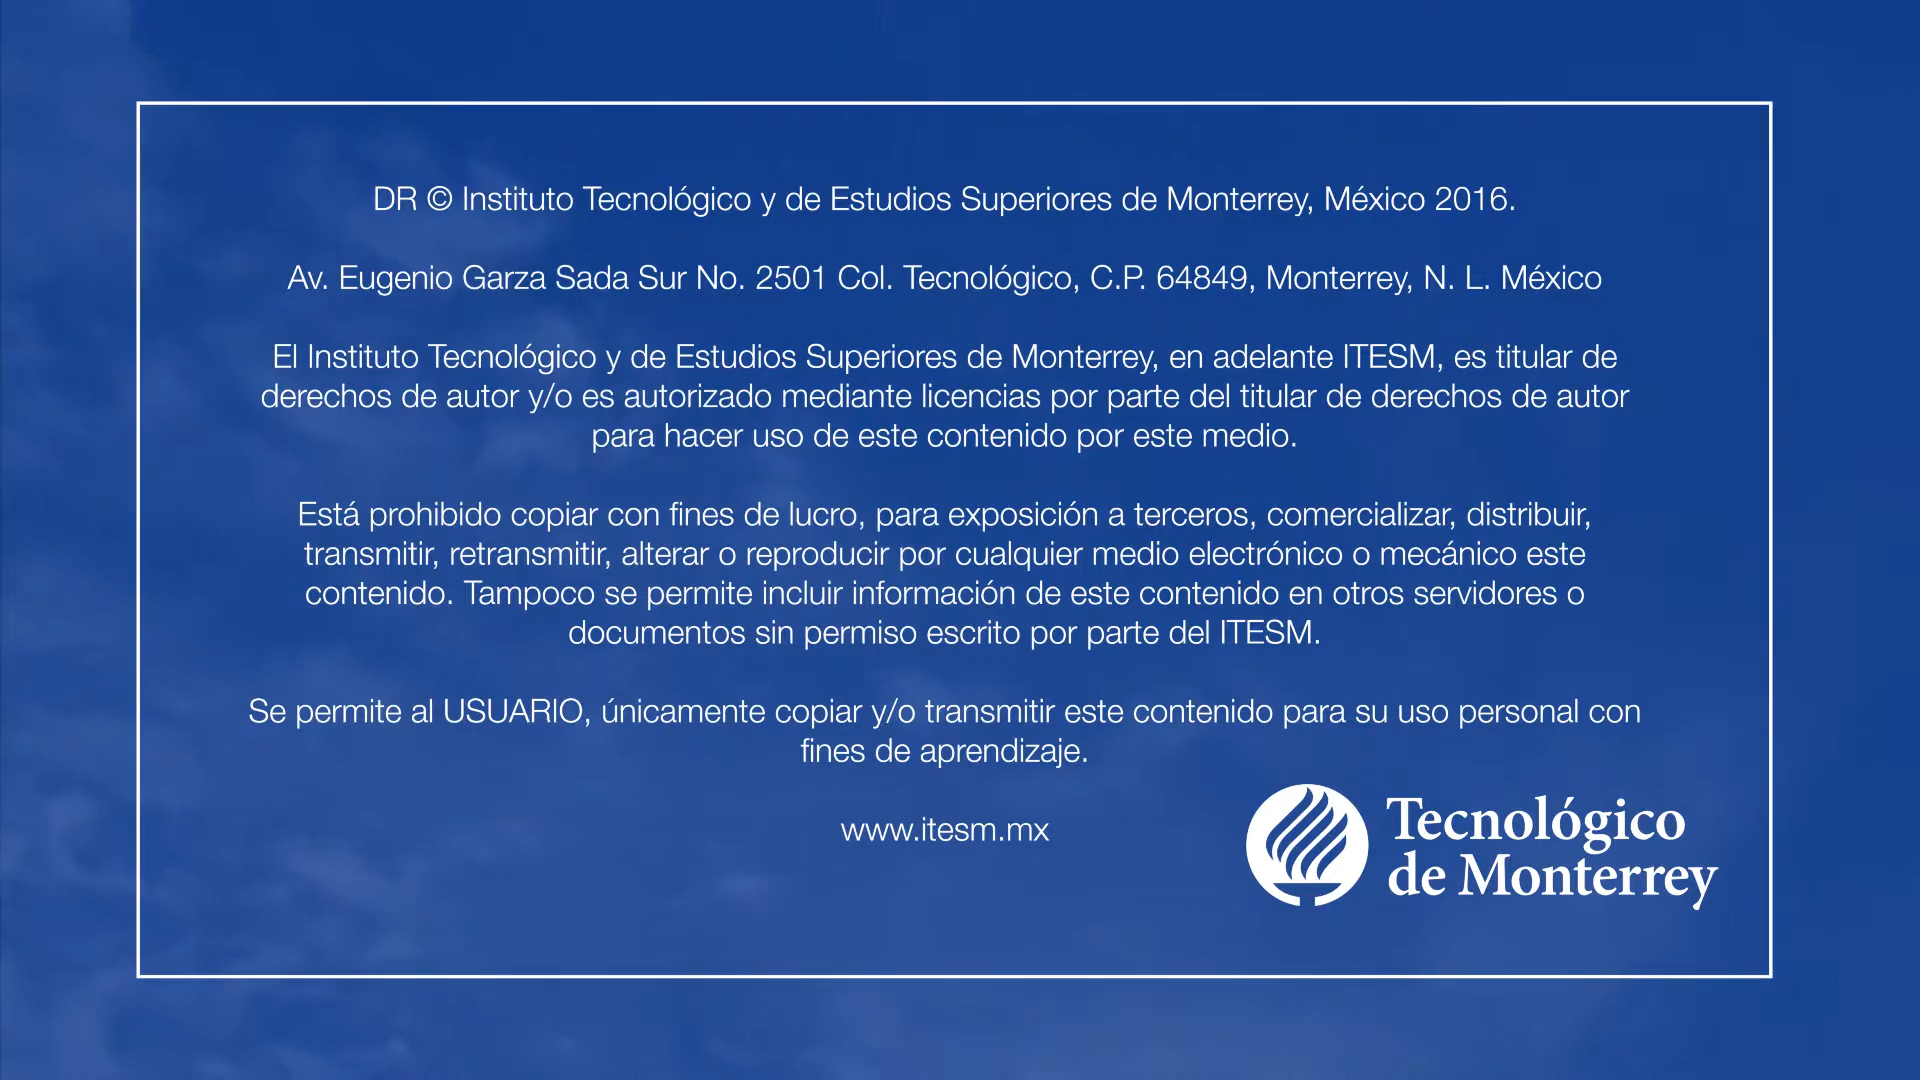 DR © Instituto Tecnológico y de Estudios Superiores de Monterrey, México 2016.
Av. Eugenio Garza Sada Sur No. 2501 Col. Tecnológico, C.P. 64849, Monterrey, N. L. México
El Instituto Tecnológico y de Estudios Superiores de Monterrey, en adelante ITESM, es titular de
derechos de autor y/o es autorizado mediante licencias por parte del titular de derechos de autor
para hacer uso de este contenido por este medio.
Está prohibido copiar con fines de lucro, para exposición a terceros, comercializar, distribuir,
transmitir, retransmitir, alterar o reproducir por cualquier medio electrónico o mecánico este
contenido. Tampoco se permite incluir información de este contenido en otros servidores o
documentos sin permiso escrito por parte del ITESM.
Se permite al USUARIO, únicamente copiar y/o transmitir este contenido para su uso personal con
fines de aprendizaje.
www.itesm.mx
Tecnológico
de Monterrey